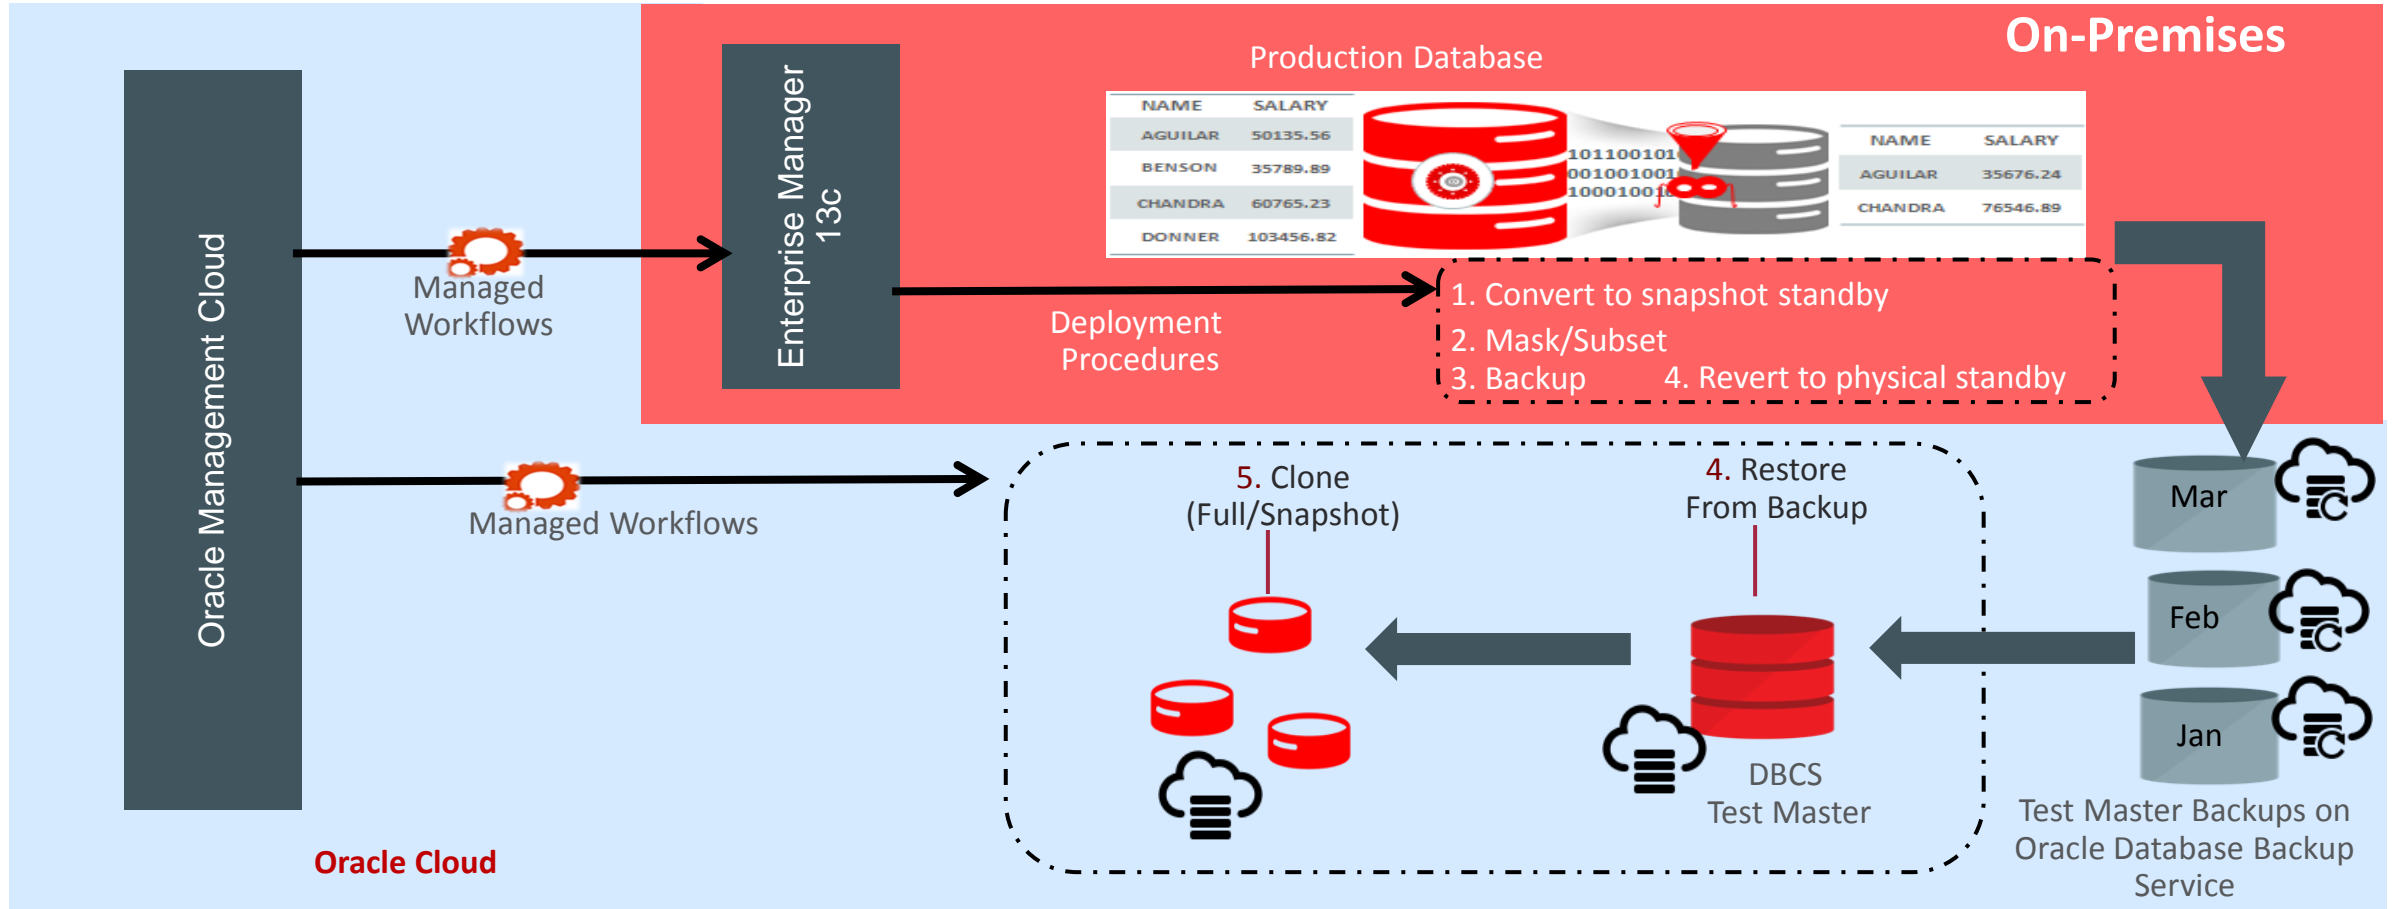 On-Premises
Production Database
NAME SALARY
AGUILAR 50135.56
BENSON 35789.89
CHANDRA 60765.23
DONNER 103456.82
NAME SALARY
AGUILAR 35676.24
CHANDRA 76546.89
Oracle Management Cloud
Managed
Workflows
Enterprise Manager
13c
Deployment
Procedures
1. Convert to snapshot standby
2. Mask/Subset
3. Backup 4. Revert to physical standby
Managed Workflows
5. Clone
(Full/Snapshot)
4. Restore
From Backup
DBCS
Test Master
Mar
Feb
Jan
Test Master Backups on
Oracle Database Backup
Service
Oracle Cloud